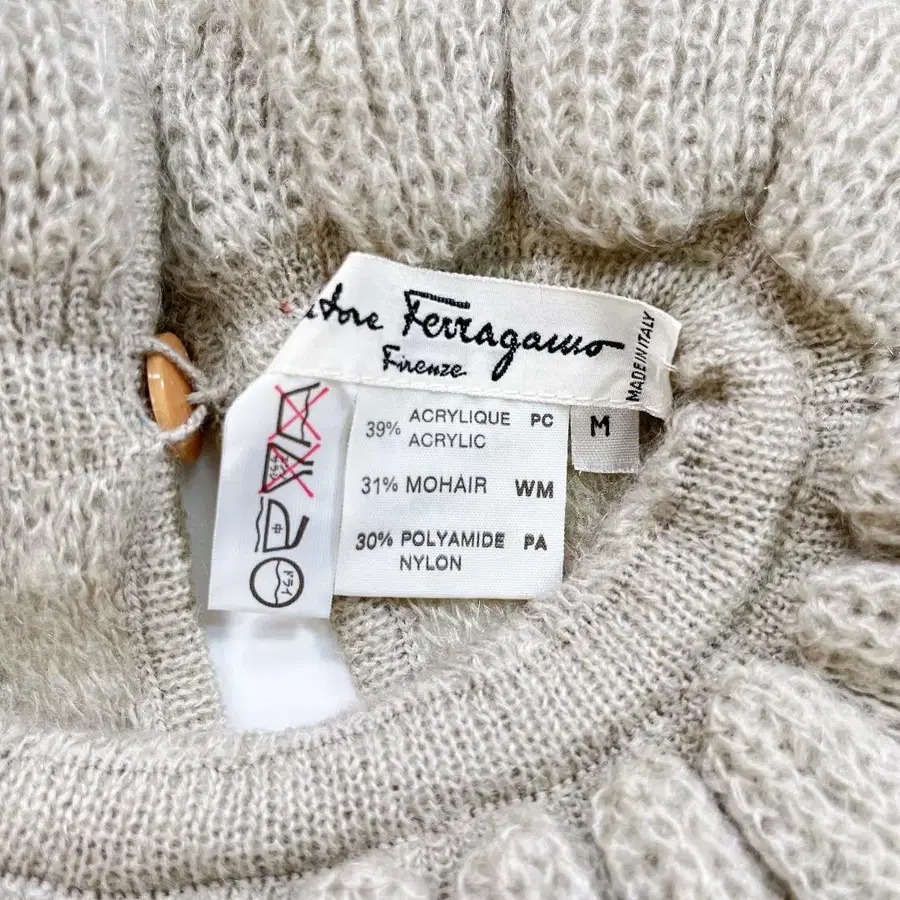 Ferragamo
Firenze
MADE IN ITALY
M
39% ACRYLIQUE PC
ACRYLIC
31% MOHAIR WM
30% POLYAMIDE PA
NYLON
中
ドライ